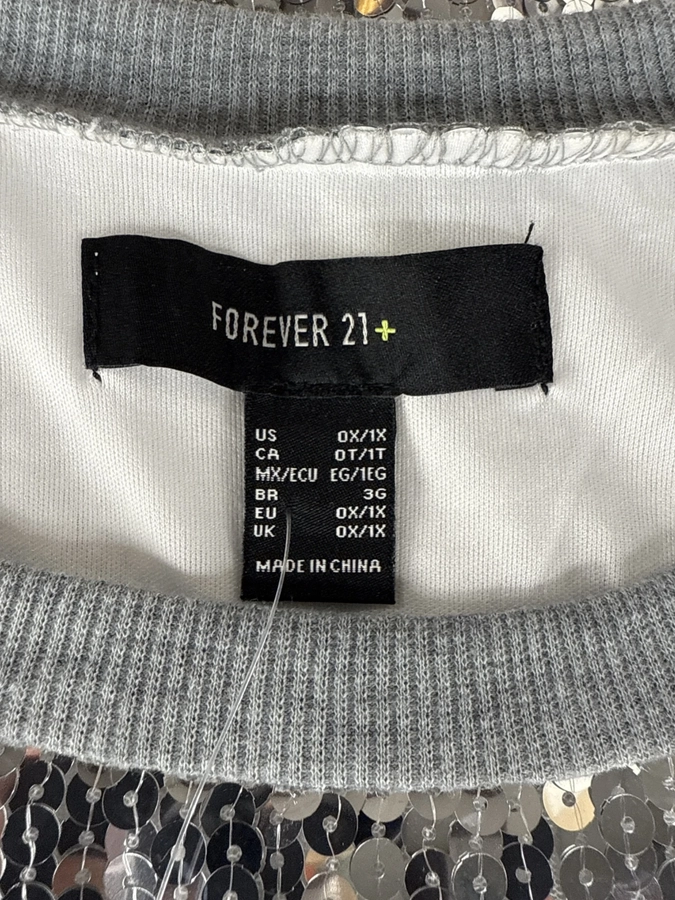 FOREVER 21+
US 0X/1X
CA 0T/1T
MX/ECU EG/1EG
BR 3G
EU 0X/1X
UK 0X/1X
MADE IN CHINA